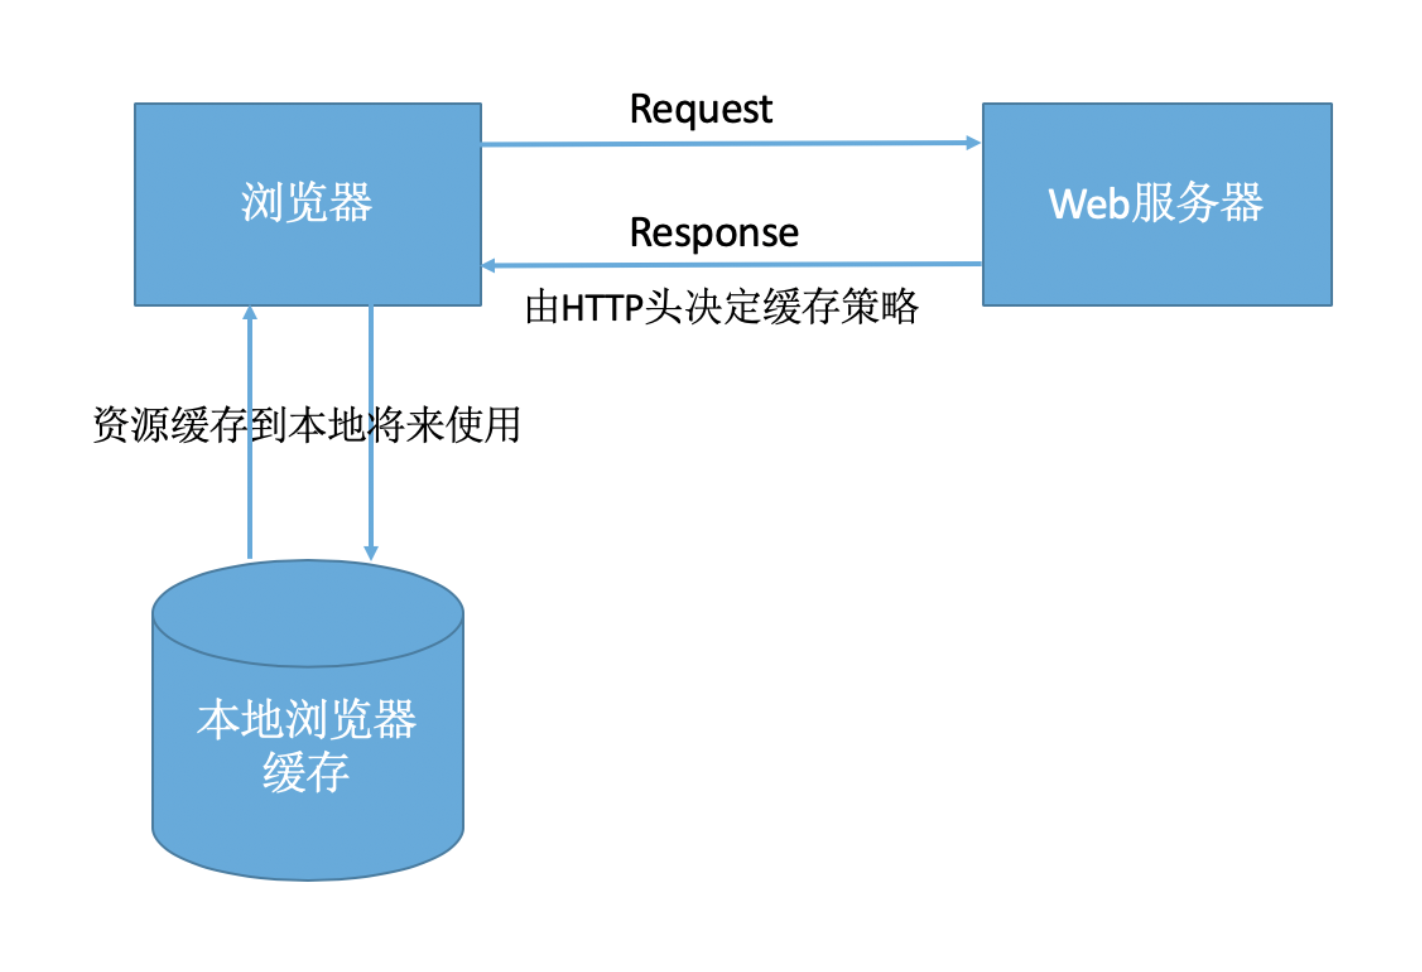 Request
浏览器
Web服务器
Response
由HTTP头决定缓存策略
资源缓存到本地将来使用
本地浏览器
缓存